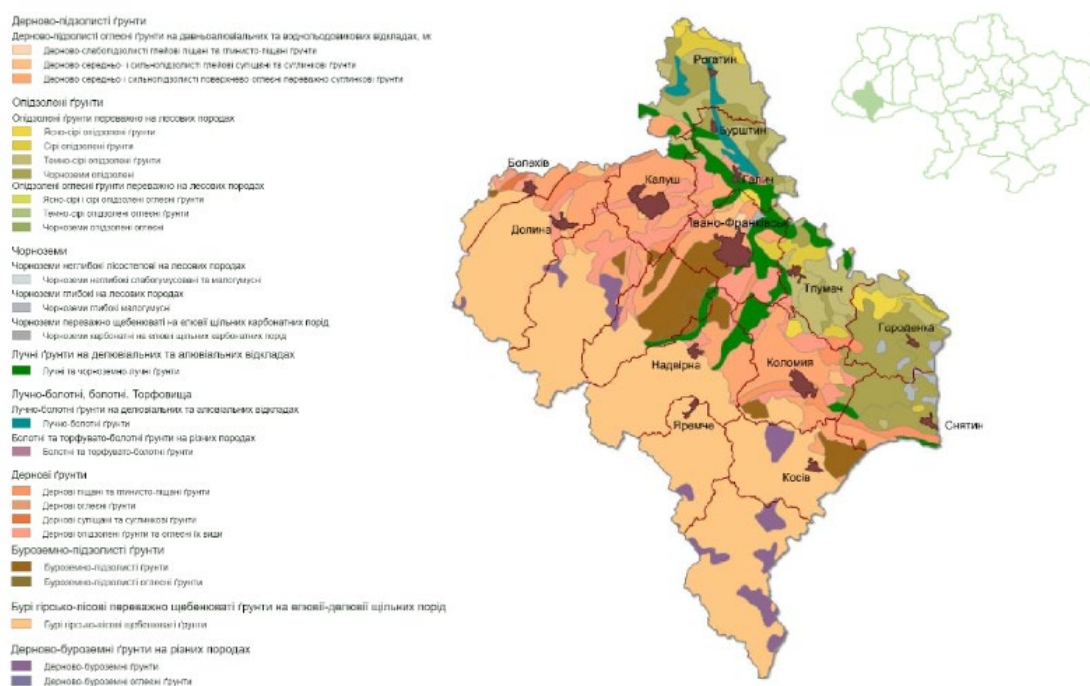 Дерново-підзолисті ґрунти
Дерново-підзолисті оглеєні ґрунти на давньоалювіальних та воднольодовикових відкладах, мк
Дерново-слабопідзолисті глейові піщані та глинисто-піщані ґрунти
Дерново середньо- і сильнопідзолисті глейові супіщані та суглинкові ґрунти
Дерново середньо- і сильнопідзолисті поверхнево оглеєні переважно суглинкові ґрунти
Опідзолені ґрунти
Опідзолені ґрунти переважно на лесових породах
Ясно-сірі опідзолені ґрунти
Сірі опідзолені ґрунти
Темно-сірі опідзолені ґрунти
Чорноземи опідзолені
Опідзолені оглеєні ґрунти переважно на лесових породах
Ясно-сірі і сірі опідзолені оглеєні ґрунти
Темно-сірі опідзолені оглеєні ґрунти
Чорноземи опідзолені оглеєні
Чорноземи
Чорноземи неглибокі лісостепові на лесових породах
Чорноземи неглибокі слабогумусовані та малогумусні
Чорноземи глибокі на лесових породах
Чорноземи глибокі малогумусні
Чорноземи переважно щебенюваті на елювії щільних карбонатних порід
Чорноземи карбонатні на елювії щільних карбонатних порід
Лучні ґрунти на делювіальних та алювіальних відкладах
Лучні та чорноземно-лучні ґрунти
Лучно-болотні, болотні. Торфовища
Лучно-болотні ґрунти на делювіальних та алювіальних відкладах
Лучно-болотні ґрунти
Болотні та торфувато-болотні ґрунти на різних породах
Болотні та торфувато-болотні ґрунти
Дернові ґрунти
Дернові піщані та глинисто-піщані ґрунти
Дернові оглеєні ґрунти
Дернові супіщані та суглинкові ґрунти
Дернові опідзолені ґрунти та оглеєні їх види
Буроземно-підзолисті ґрунти
Буроземно-підзолисті ґрунти
Буроземно-підзолисті оглеєні ґрунти
Бурі гірсько-лісові переважно щебенюваті ґрунти на елювії-делювії щільних порід
Бурі гірсько-лісові щебенюваті ґрунти
Дерново-буроземні ґрунти на різних породах
Дерново-буроземні ґрунти
Дерново-буроземні оглеєні ґрунти
Рогатин
Бурштин
Болехів
Калуш
Галич
Долина
Івано-Франківськ
Тлумач
Городенка
Надвірна
Коломия
Яремче
Снятин
Косів